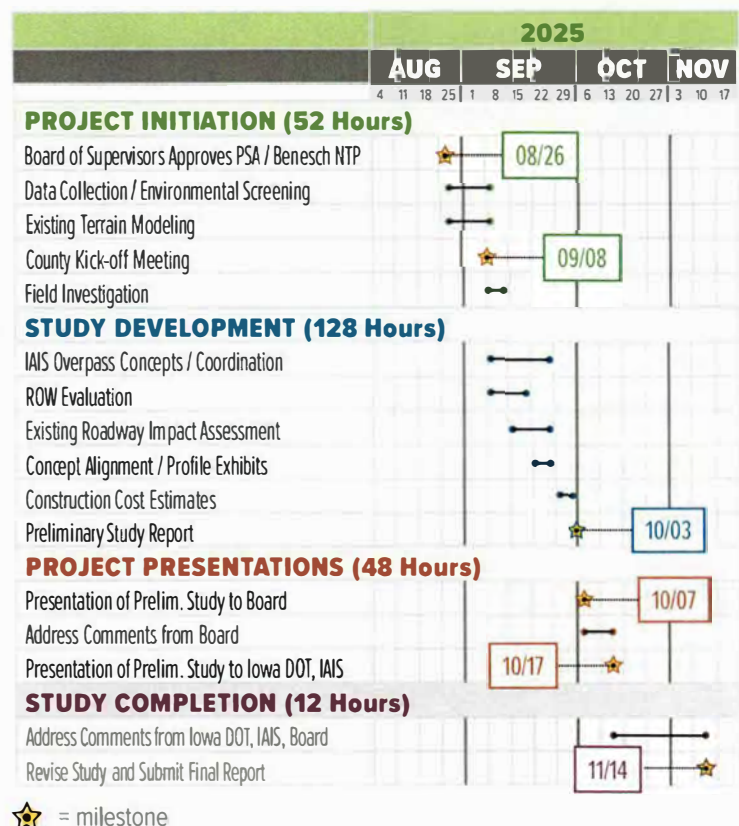 2025
AUG SEP OCT NOV
4 11 18 25 1 8 15 22 29 6 13 20 27 3 10 17
PROJECT INITIATION (52 Hours)
Board of Supervisors Approves PSA / Benesch NTP 08/26
Data Collection / Environmental Screening
Existing Terrain Modeling
County Kick-off Meeting 09/08
Field Investigation
STUDY DEVELOPMENT (128 Hours)
IAIS Overpass Concepts / Coordination
ROW Evaluation
Existing Roadway Impact Assessment
Concept Alignment / Profile Exhibits
Construction Cost Estimates
Preliminary Study Report 10/03
PROJECT PRESENTATIONS (48 Hours)
Presentation of Prelim. Study to Board 10/07
Address Comments from Board
Presentation of Prelim. Study to Iowa DOT, IAIS 10/17
STUDY COMPLETION (12 Hours)
Address Comments from Iowa DOT, IAIS, Board
Revise Study and Submit Final Report 11/14
= milestone